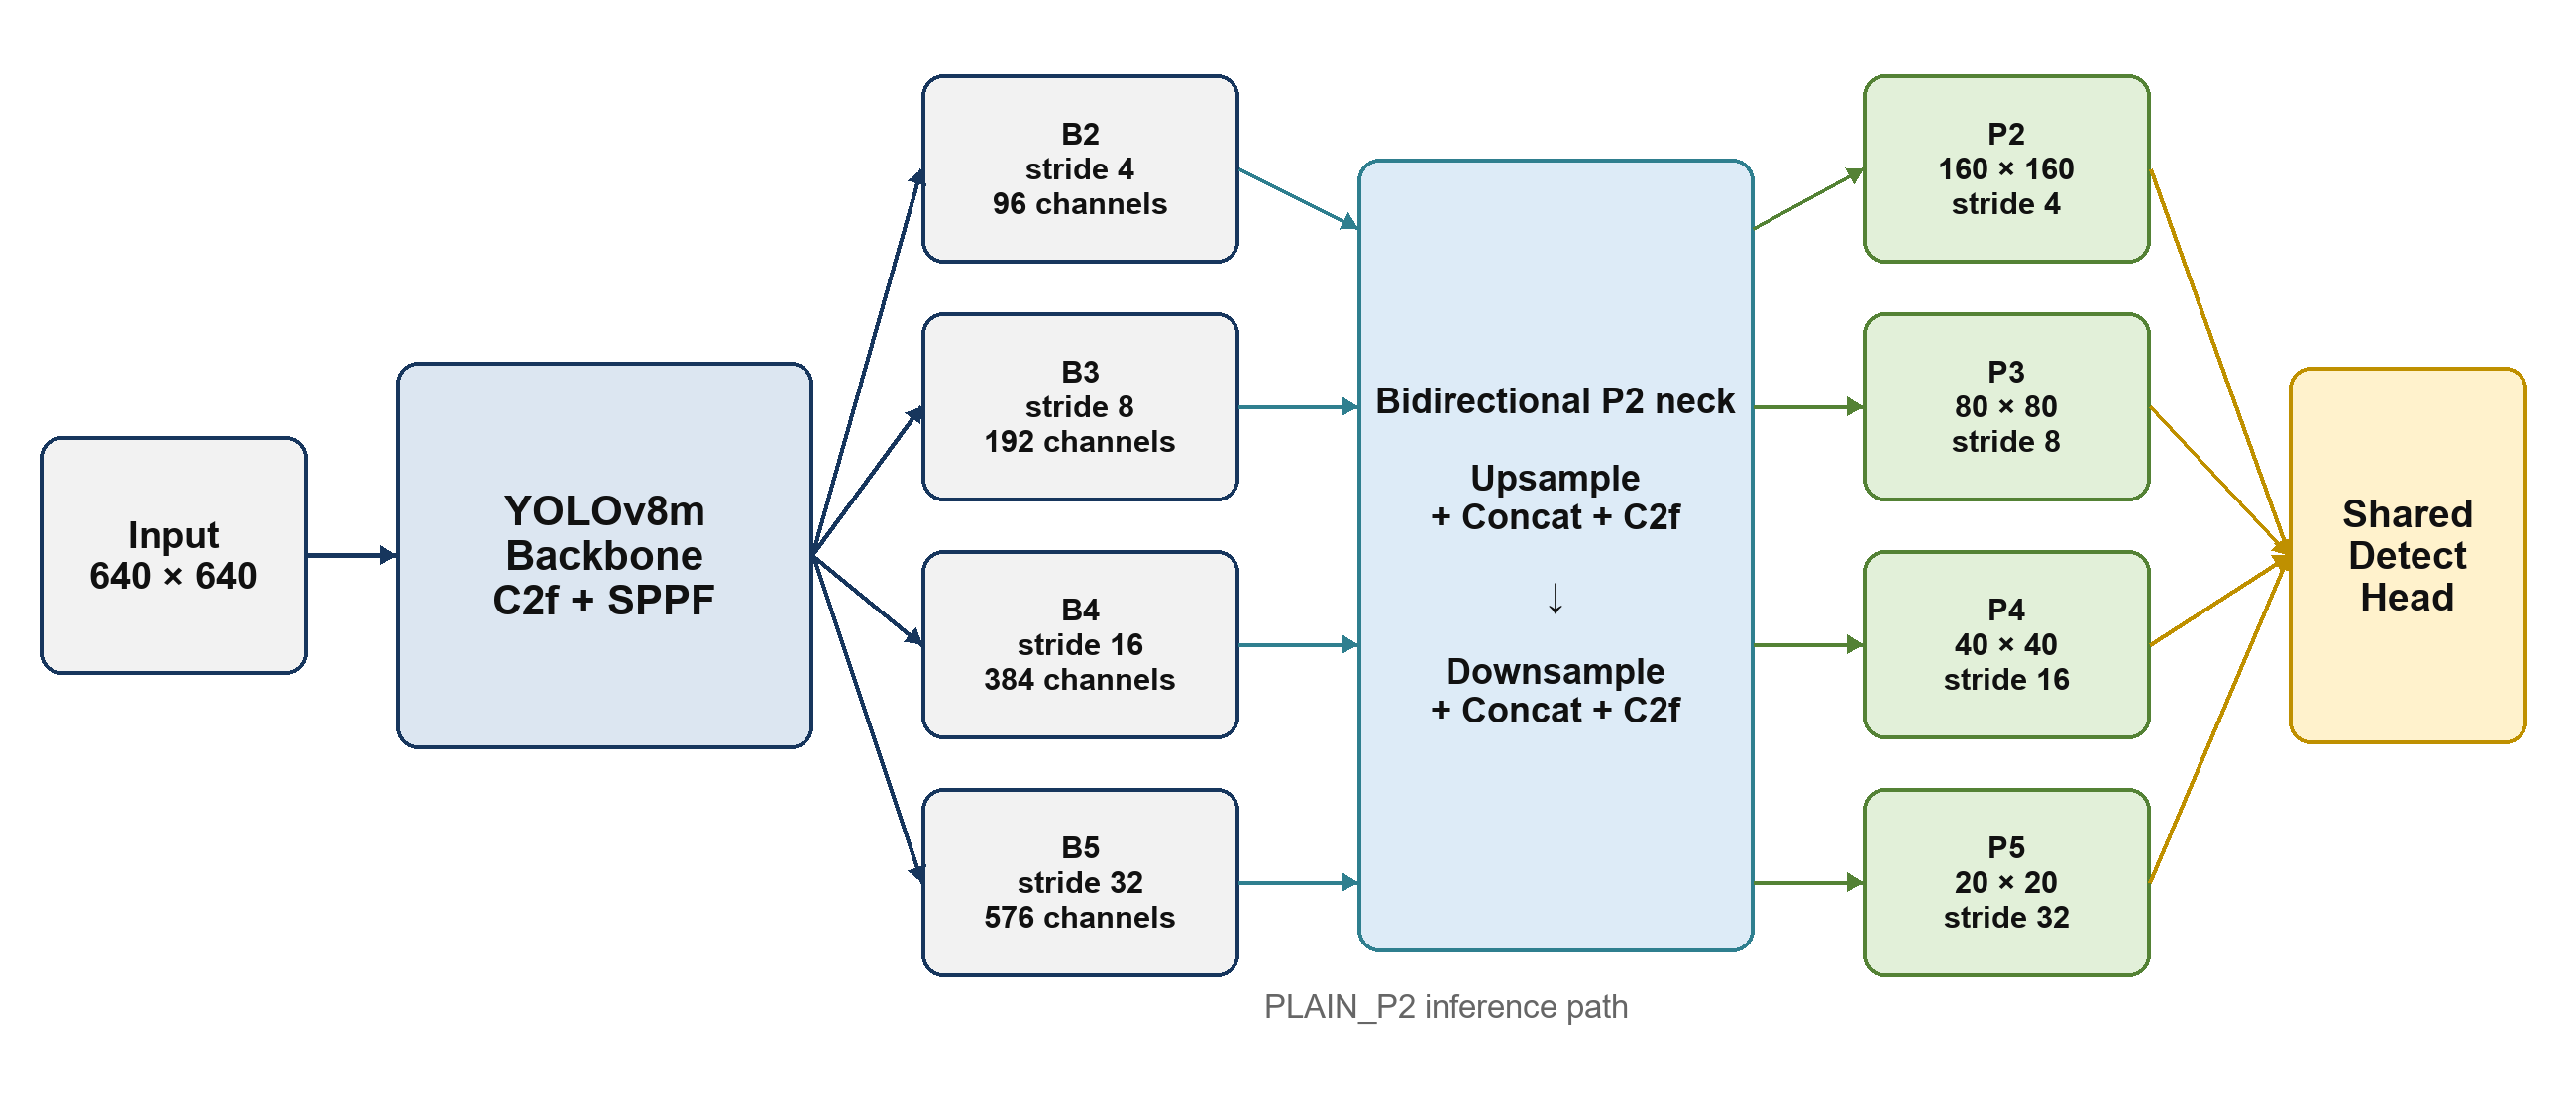 Input
640 × 640
YOLOv8m
Backbone
C2f + SPPF
B2
stride 4
96 channels
B3
stride 8
192 channels
B4
stride 16
384 channels
B5
stride 32
576 channels
Bidirectional P2 neck
Upsample
+ Concat + C2f
↓
Downsample
+ Concat + C2f
P2
160 × 160
stride 4
P3
80 × 80
stride 8
P4
40 × 40
stride 16
P5
20 × 20
stride 32
Shared
Detect
Head
PLAIN_P2 inference path